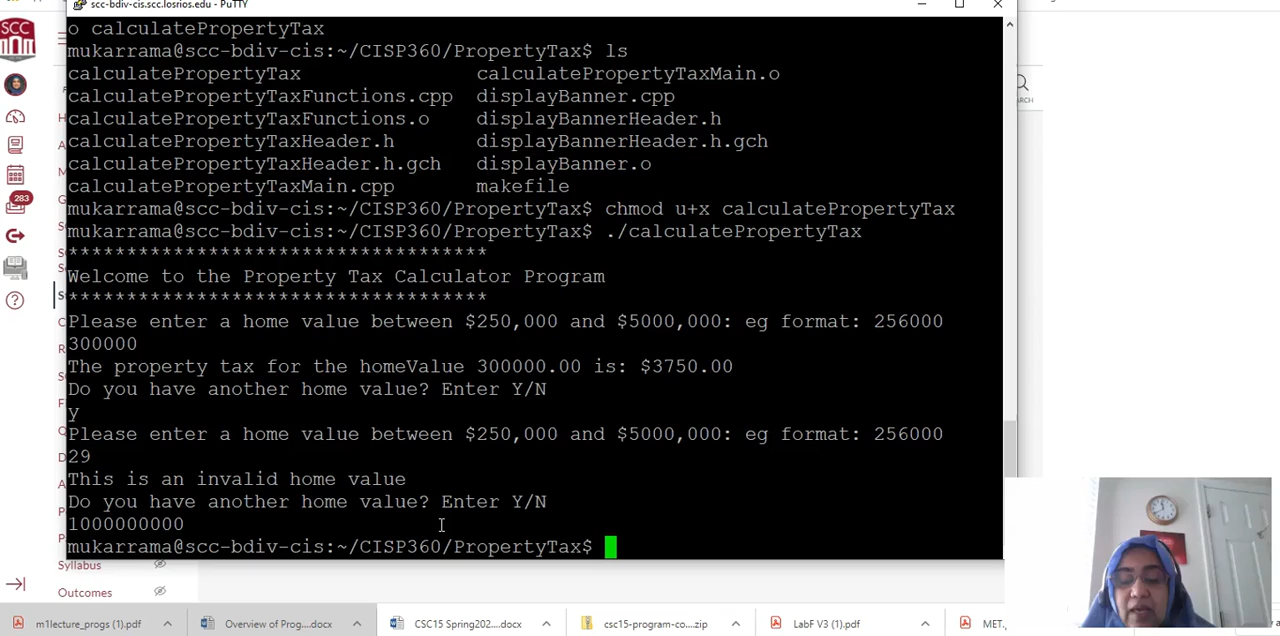 scc-bdiv-cis.scc.losrios.edu - PuTTY
SCC
o calculatePropertyTax
mukarrama@scc-bdiv-cis:~/CISP360/PropertyTax$ ls
calculatePropertyTax calculatePropertyTaxMain.o
calculatePropertyTaxFunctions.cpp displayBanner.cpp
calculatePropertyTaxFunctions.o displayBannerHeader.h
calculatePropertyTaxHeader.h displayBannerHeader.h.gch
calculatePropertyTaxHeader.h.gch displayBanner.o
calculatePropertyTaxMain.cpp makefile
mukarrama@scc-bdiv-cis:~/CISP360/PropertyTax$ chmod u+x calculatePropertyTax
mukarrama@scc-bdiv-cis:~/CISP360/PropertyTax$ ./calculatePropertyTax
************************************
Welcome to the Property Tax Calculator Program
************************************
Please enter a home value between $250,000 and $5000,000: eg format: 256000
300000
The property tax for the homeValue 300000.00 is: $3750.00
Do you have another home value? Enter Y/N
y
Please enter a home value between $250,000 and $5000,000: eg format: 256000
29
This is an invalid home value
Do you have another home value? Enter Y/N
1000000000
mukarrama@scc-bdiv-cis:~/CISP360/PropertyTax$
283
ARCH
Syllabus
Outcomes
m1lecture_progs (1).pdf
Overview of Prog....docx
CSC15 Spring202....docx
csc15-program-co....zip
LabF V3 (1).pdf
MET.